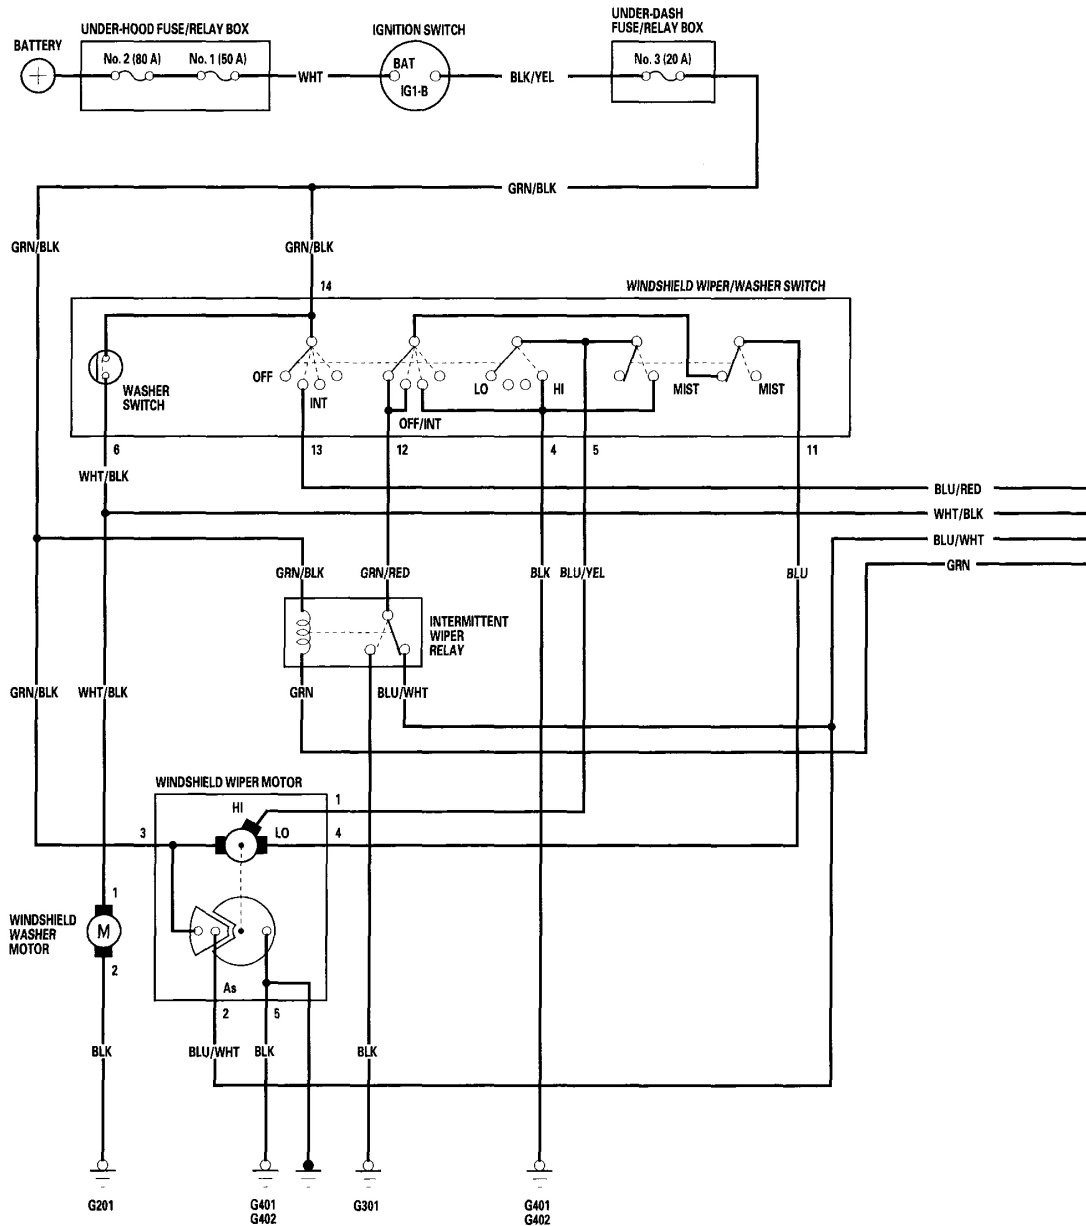 UNDER-HOOD FUSE/RELAY BOX
IGNITION SWITCH
UNDER-DASH
FUSE/RELAY BOX
BATTERY
No. 2 (80 A)
No. 1 (50 A)
WHT
BAT
IG1-B
BLK/YEL
No. 3 (20 A)
GRN/BLK
GRN/BLK
GRN/BLK
14
WINDSHIELD WIPER/WASHER SWITCH
WASHER
SWITCH
OFF
INT
OFF/INT
LO
HI
MIST
MIST
6
13
12
4
5
11
WHT/BLK
BLU/RED
WHT/BLK
BLU/WHT
GRN
GRN/BLK
GRN/RED
BLK
BLU/YEL
BLU
INTERMITTENT
WIPER
RELAY
GRN/BLK
WHT/BLK
GRN
BLU/WHT
WINDSHIELD WIPER MOTOR
HI
1
3
LO
4
1
WINDSHIELD
WASHER
MOTOR
M
2
As
2
5
BLK
BLU/WHT
BLK
BLK
G201
G401
G402
G301
G401
G402